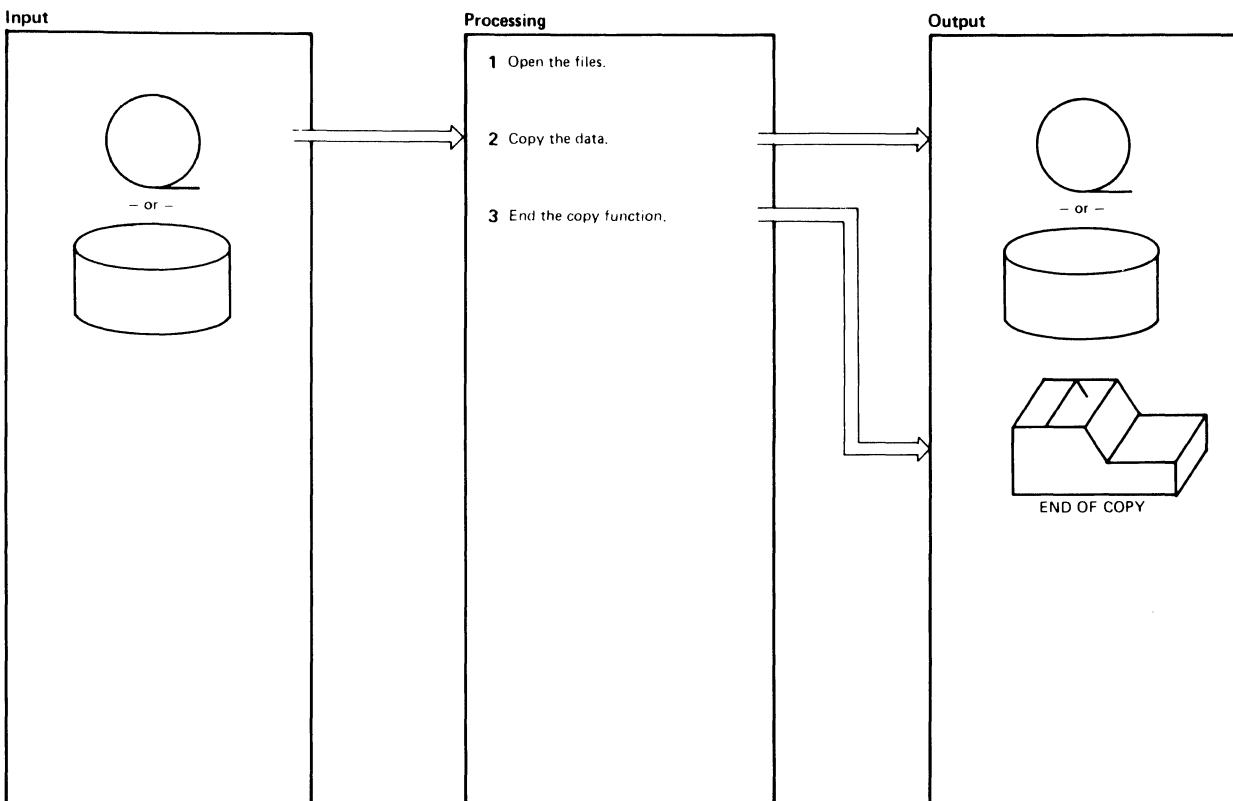 Input
Processing
Output
– or –
1 Open the files.
2 Copy the data.
3 End the copy function.
– or –
END OF COPY